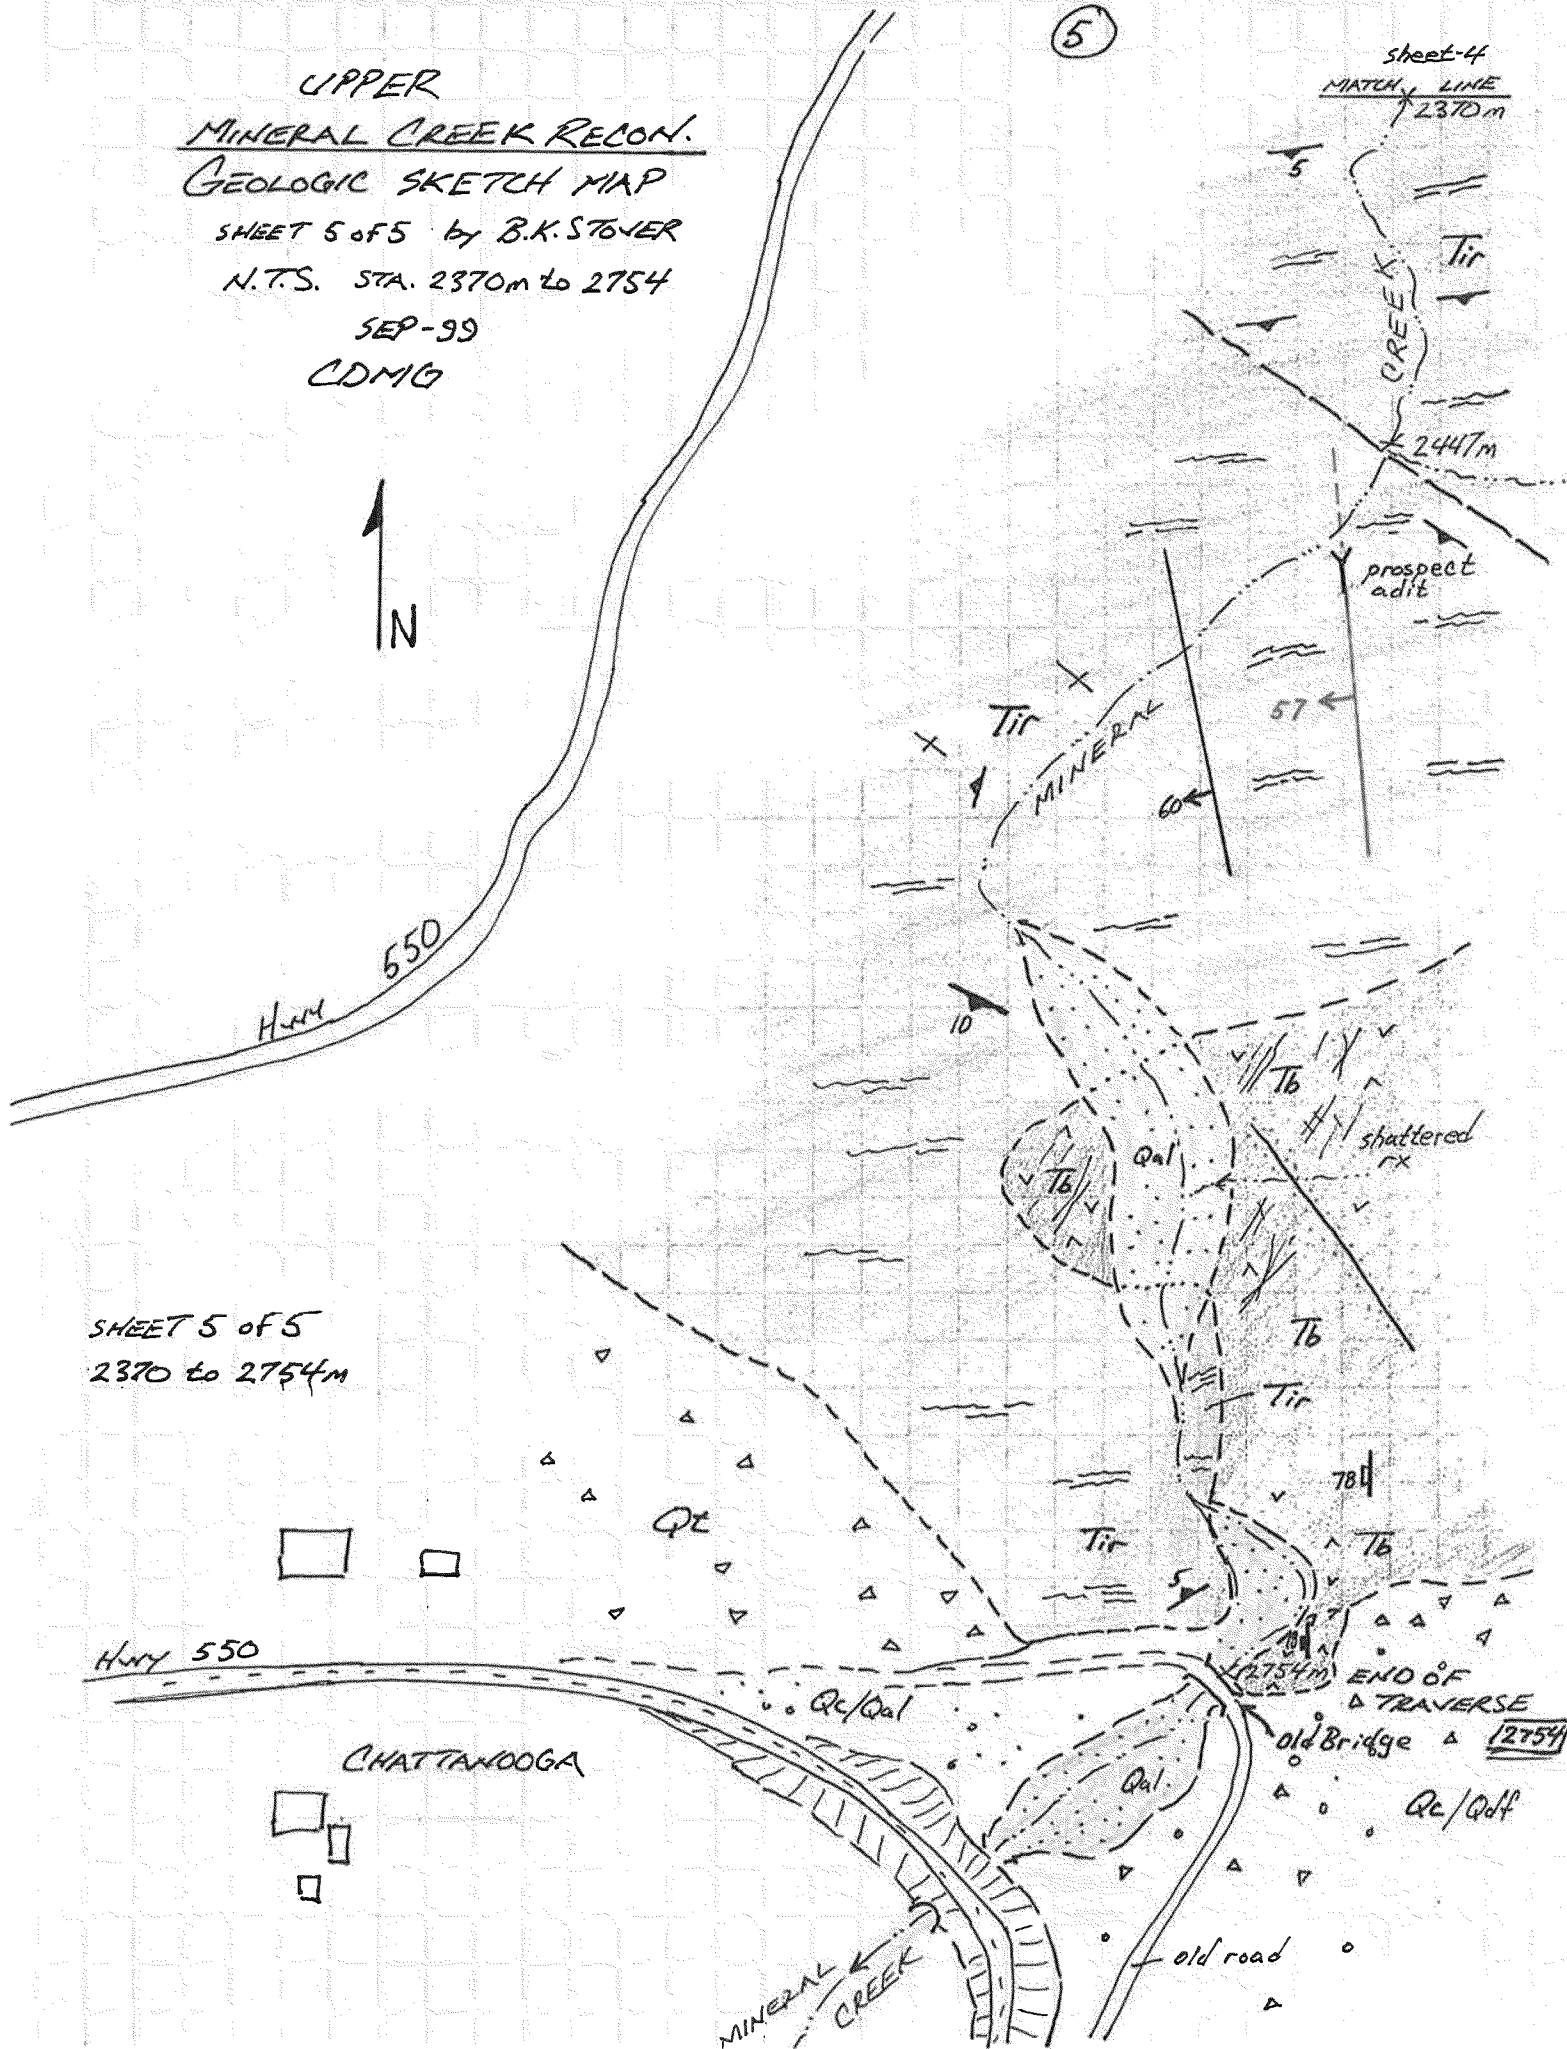 5
UPPER
MINERAL CREEK RECON.
GEOLOGIC SKETCH MAP
SHEET 5 of 5 by B.K. STOVER
N.T.S. STA. 2370m to 2754
SEP-99
CDMG
sheet-4
MATCH LINE
2370m
5
Tir
CREEK
2447m
prospect
adit
N
57
Tir
MINERAL
60
Hwy 550
10
Tb
shattered
rx
Qal
Tb
SHEET 5 of 5
2370 to 2754m
Tb
Tir
78
Qt
Tir
Tb
5
Hwy 550
2754m
END OF
TRAVERSE
Qc/Qal
old Bridge
2754
CHATTANOOGA
Qal
Qc/Qdf
old road
MINERAL
CREEK